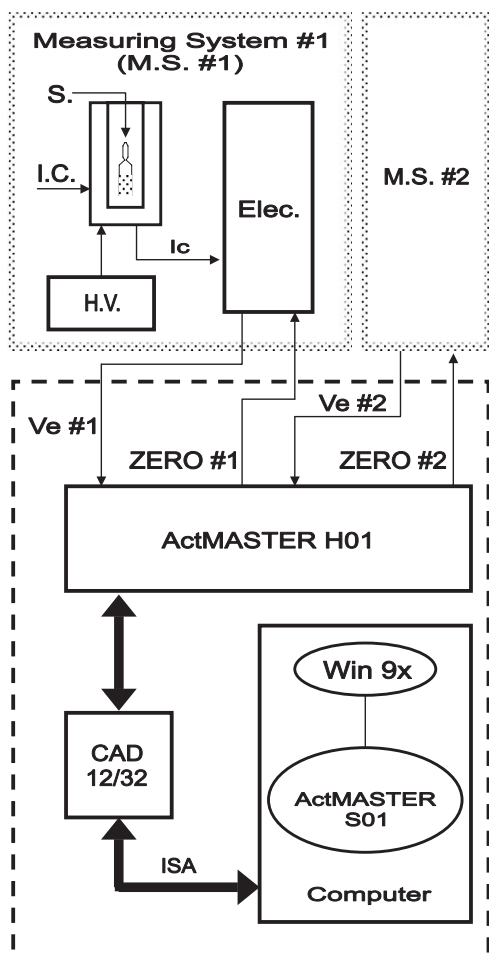 Measuring System #1
(M.S. #1)
S.
I.C.
Ic
H.V.
Elec.
M.S. #2
Ve #1
ZERO #1
Ve #2
ZERO #2
ActMASTER H01
CAD
12/32
ISA
Win 9x
ActMASTER
S01
Computer